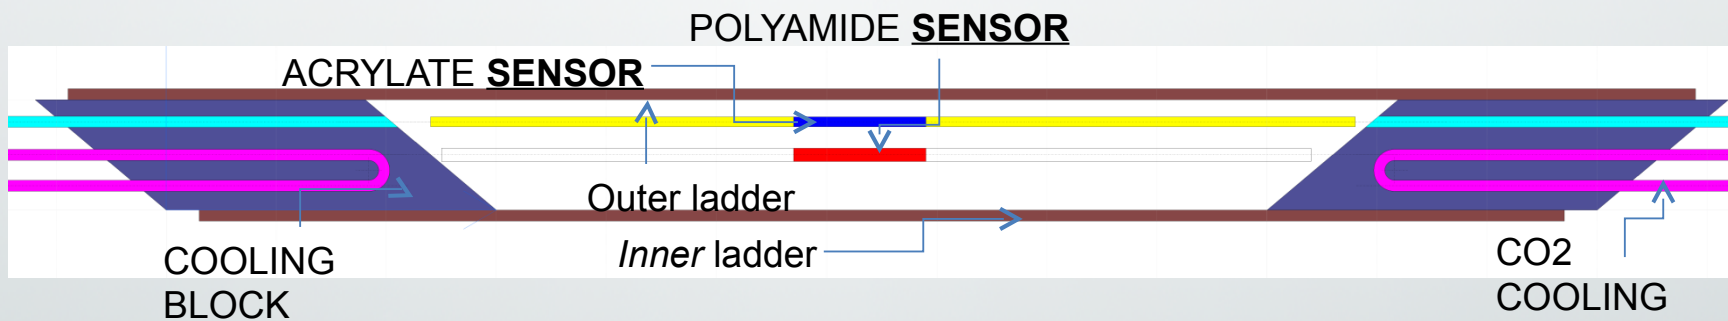 POLYAMIDE SENSOR
ACRYLATE SENSOR
Outer ladder
Inner ladder
COOLING
BLOCK
CO2
COOLING